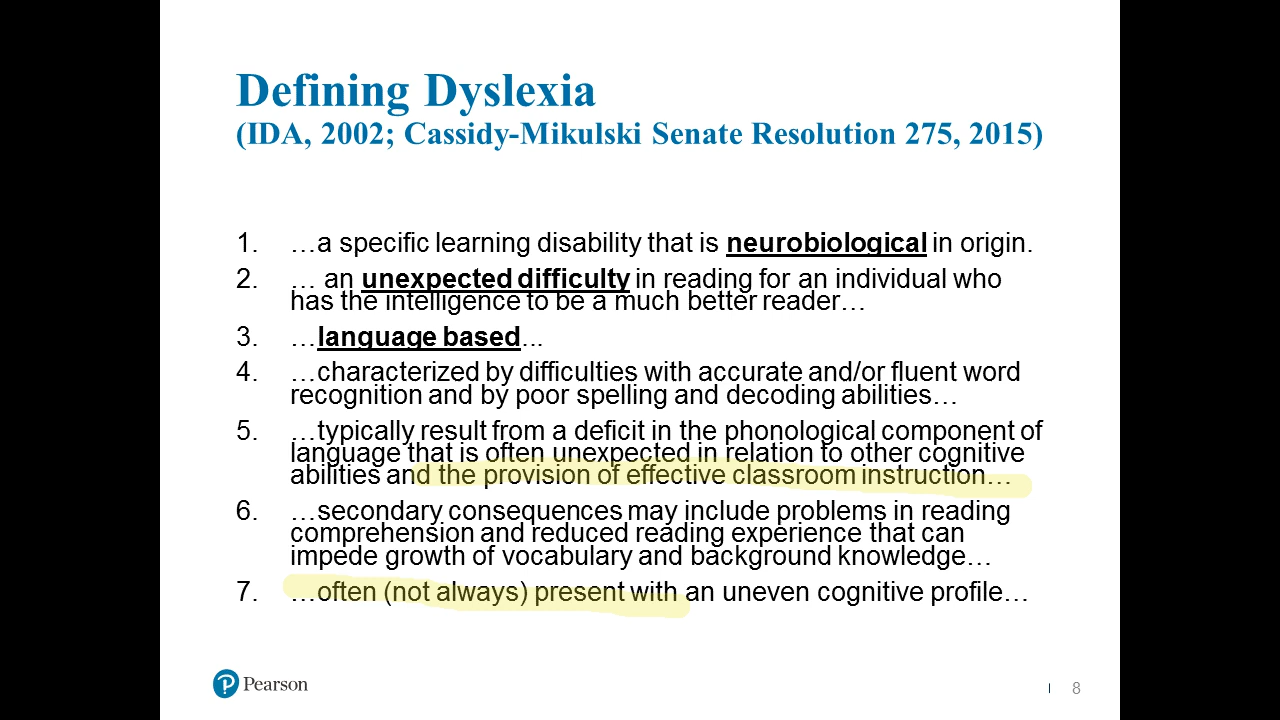 Defining Dyslexia
(IDA, 2002; Cassidy-Mikulski Senate Resolution 275, 2015)
1. …a specific learning disability that is neurobiological in origin.
2. … an unexpected difficulty in reading for an individual who
has the intelligence to be a much better reader…
3. …language based...
4. …characterized by difficulties with accurate and/or fluent word
recognition and by poor spelling and decoding abilities…
5. …typically result from a deficit in the phonological component of
language that is often unexpected in relation to other cognitive
abilities and the provision of effective classroom instruction…
6. …secondary consequences may include problems in reading
comprehension and reduced reading experience that can
impede growth of vocabulary and background knowledge…
7. …often (not always) present with an uneven cognitive profile…
P Pearson
| 8